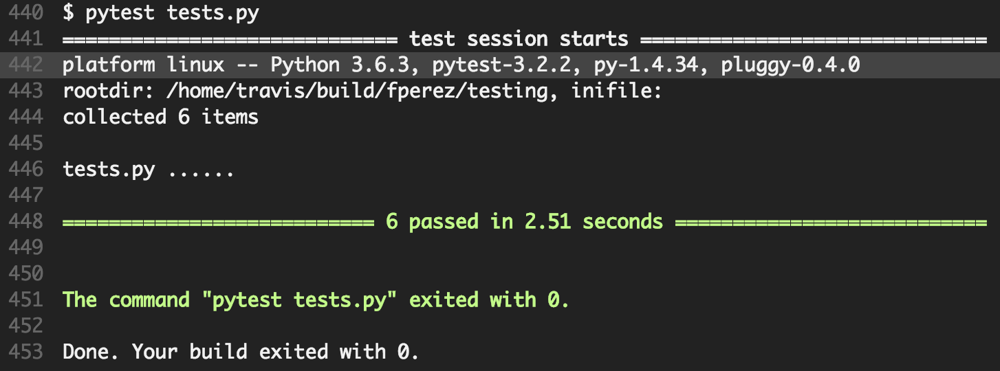 440 $ pytest tests.py
441 ============================= test session starts ==============================
442 platform linux -- Python 3.6.3, pytest-3.2.2, py-1.4.34, pluggy-0.4.0
443 rootdir: /home/travis/build/fperez/testing, inifile:
444 collected 6 items
445
446 tests.py ......
447
448 =========================== 6 passed in 2.51 seconds ===========================
449
450
451 The command "pytest tests.py" exited with 0.
452
453 Done. Your build exited with 0.